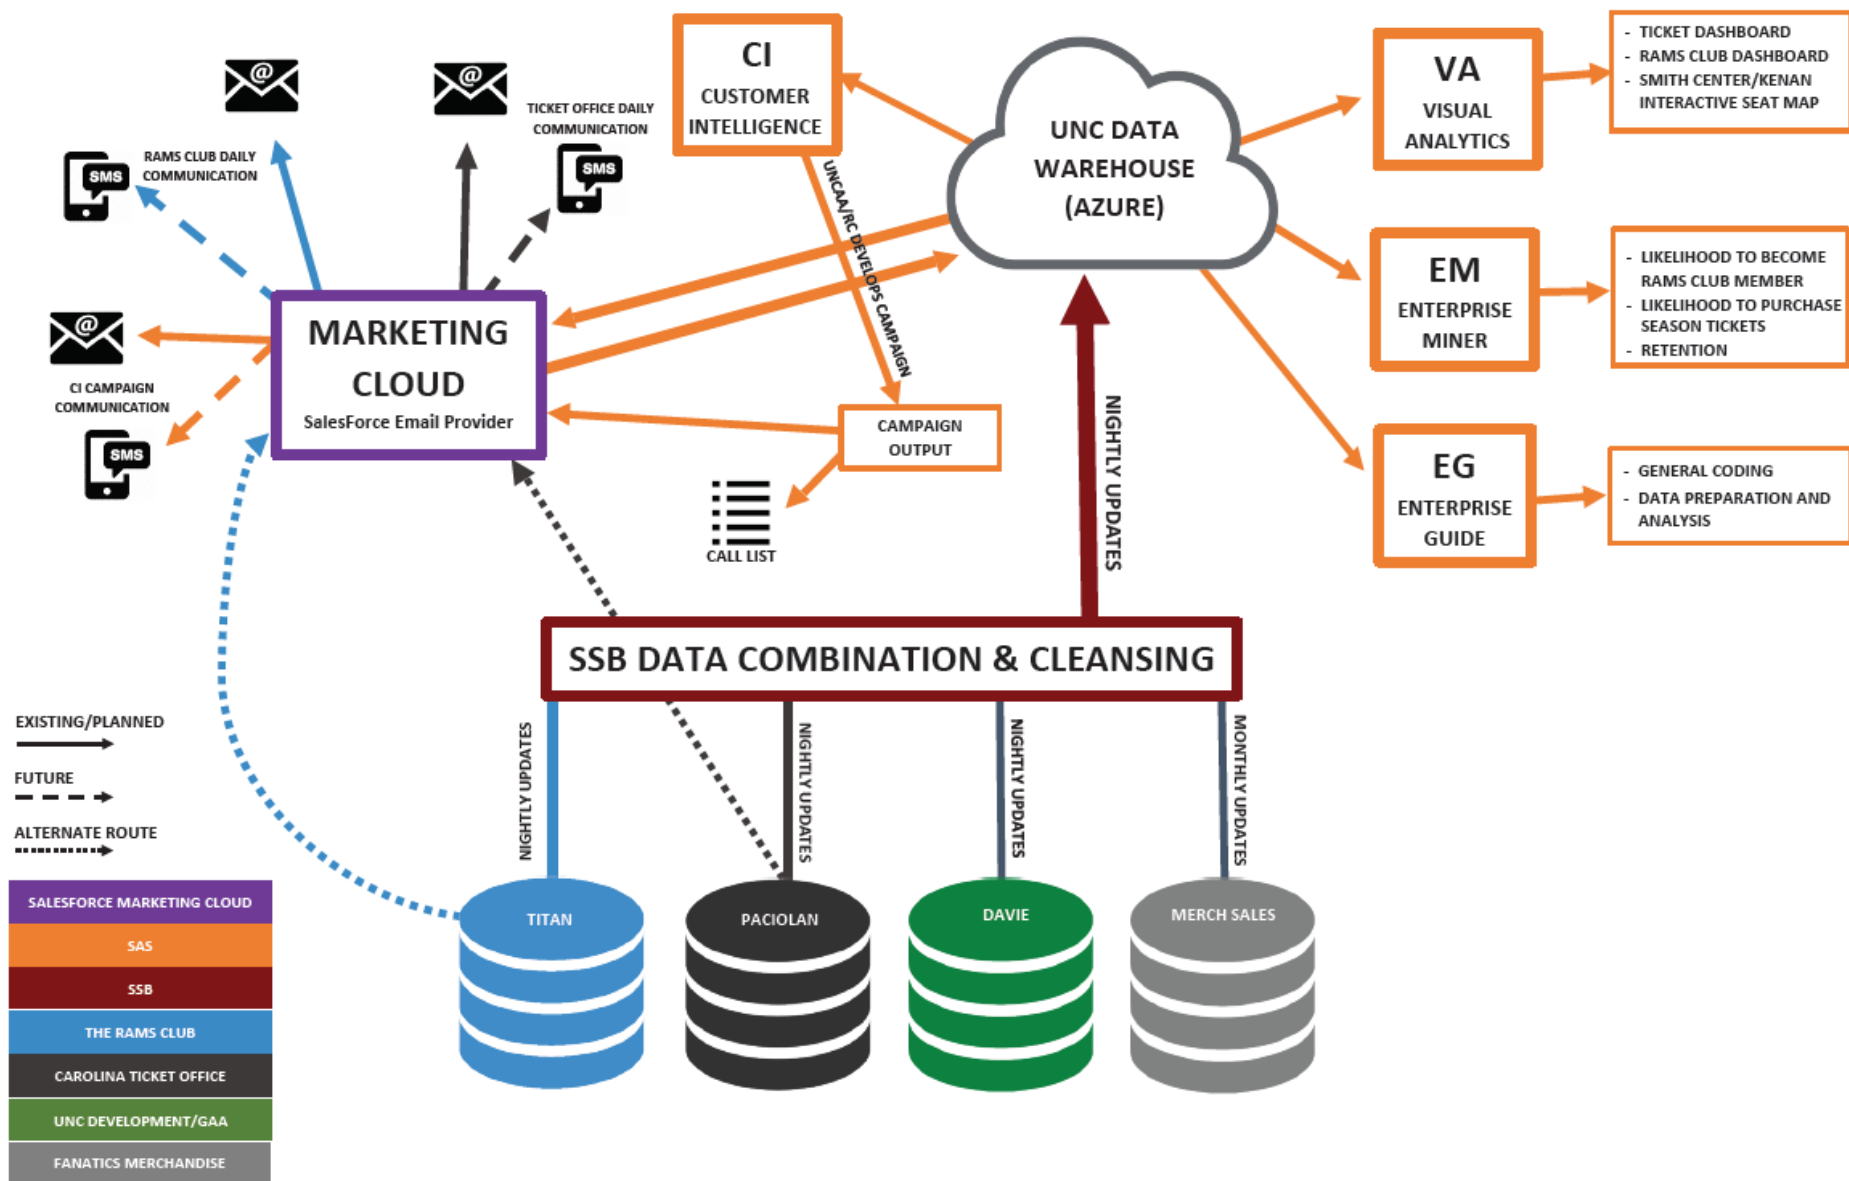 @
@
TICKET OFFICE DAILY
COMMUNICATION
SMS
RAMS CLUB DAILY
COMMUNICATION
SMS
@
CI CAMPAIGN
COMMUNICATION
SMS
MARKETING
CLOUD
SalesForce Email Provider
CI
CUSTOMER
INTELLIGENCE
UNCAA/RC DEVELOPS CAMPAIGN
CAMPAIGN
OUTPUT
CALL LIST
UNC DATA
WAREHOUSE
(AZURE)
NIGHTLY UPDATES
VA
VISUAL
ANALYTICS
- TICKET DASHBOARD
- RAMS CLUB DASHBOARD
- SMITH CENTER/KENAN
INTERACTIVE SEAT MAP
EM
ENTERPRISE
MINER
- LIKELIHOOD TO BECOME
RAMS CLUB MEMBER
- LIKELIHOOD TO PURCHASE
SEASON TICKETS
- RETENTION
EG
ENTERPRISE
GUIDE
- GENERAL CODING
- DATA PREPARATION AND
ANALYSIS
SSB DATA COMBINATION & CLEANSING
NIGHTLY UPDATES
NIGHTLY UPDATES
NIGHTLY UPDATES
MONTHLY UPDATES
TITAN
PACIOLAN
DAVIE
MERCH SALES
EXISTING/PLANNED
FUTURE
ALTERNATE ROUTE
SALESFORCE MARKETING CLOUD
SAS
SSB
THE RAMS CLUB
CAROLINA TICKET OFFICE
UNC DEVELOPMENT/GAA
FANATICS MERCHANDISE